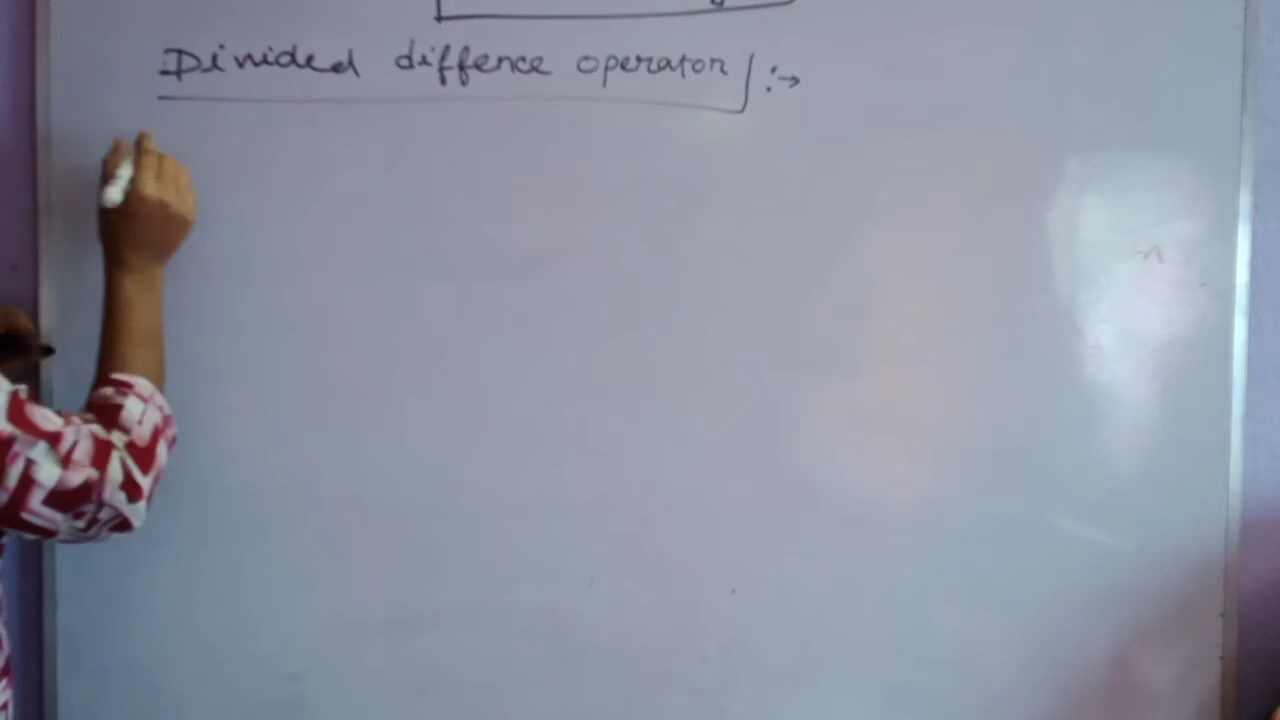 Divided diffence operator :→